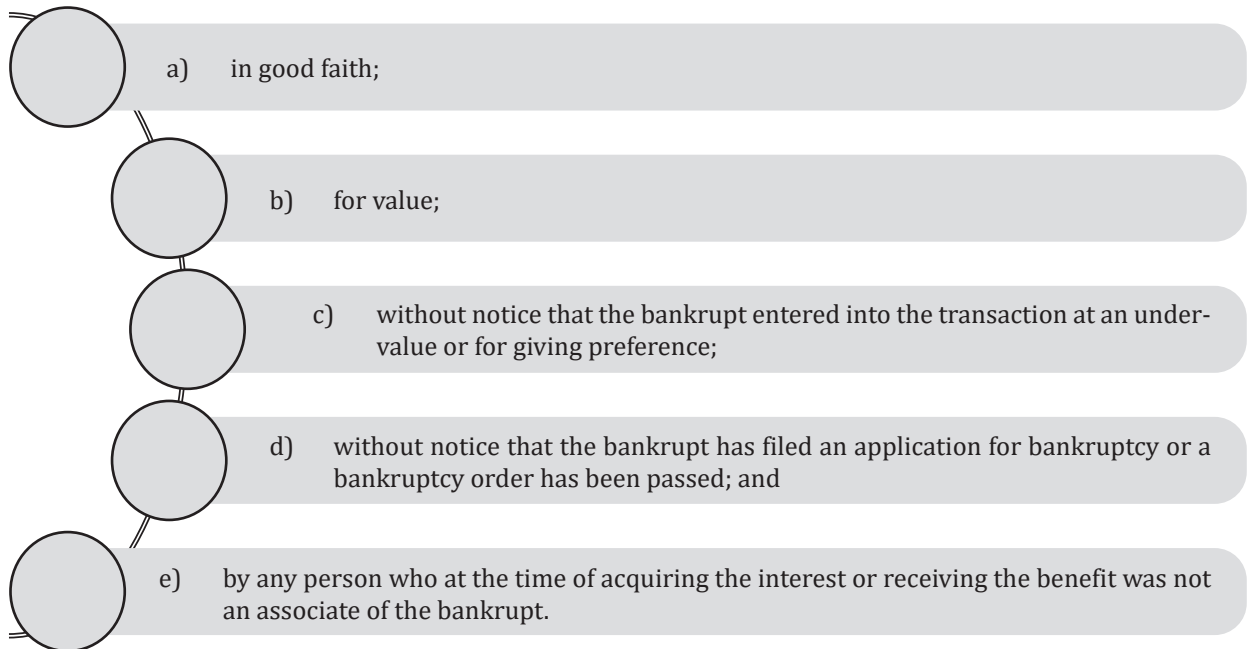 a) in good faith;
b) for value;
c) without notice that the bankrupt entered into the transaction at an under-
value or for giving preference;
d) without notice that the bankrupt has filed an application for bankruptcy or a
bankruptcy order has been passed; and
e) by any person who at the time of acquiring the interest or receiving the benefit was not
an associate of the bankrupt.